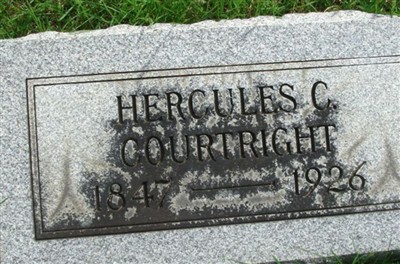 HERCULES C.
COURTRIGHT
1847 — 1926